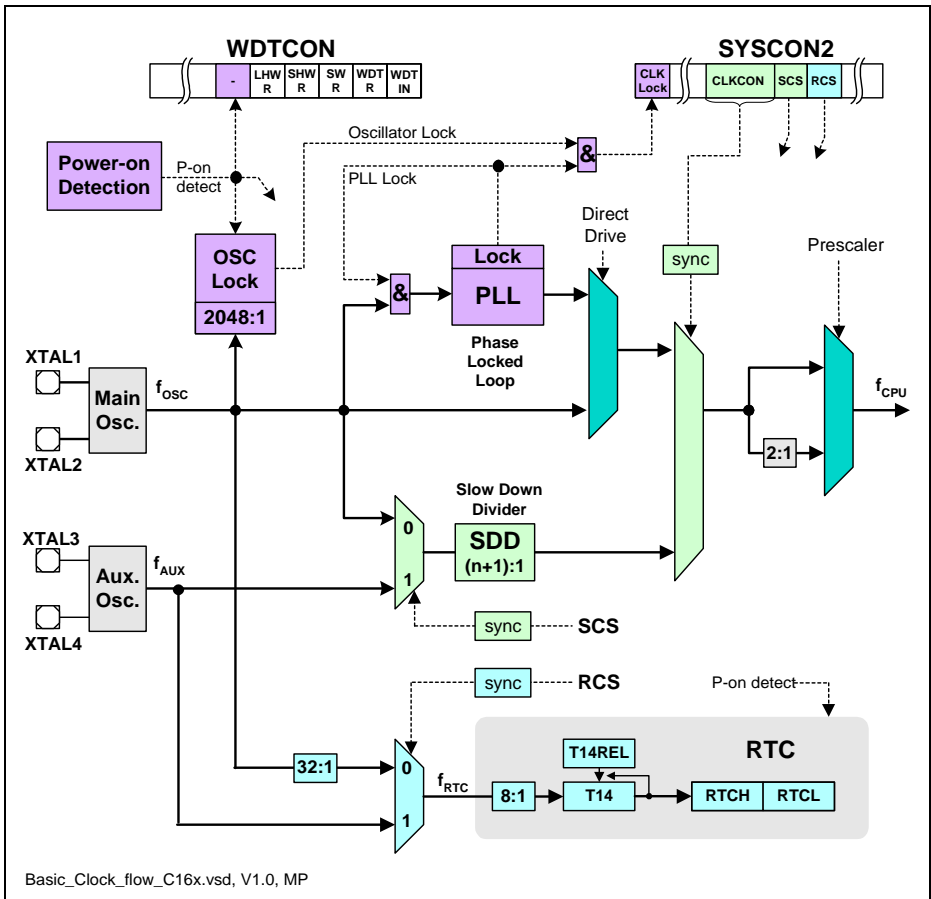 WDTCON
SYSCON2
-
LHW
R
SHW
R
SW
R
WDT
R
WDT
IN
CLK
Lock
CLKCON
SCS
RCS
Oscillator Lock
&
Power-on
Detection
P-on
detect
PLL Lock
Direct
Drive
Prescaler
OSC
Lock
2048:1
sync
&
Lock
PLL
Phase
Locked
Loop
XTAL1
Main
Osc.
XTAL2
fOSC
fCPU
2:1
Slow Down
Divider
0
1
SDD
(n+1):1
XTAL3
Aux.
Osc.
XTAL4
fAUX
sync
SCS
sync
RCS
P-on detect
RTC
32:1
0
1
fRTC
8:1
T14REL
T14
RTCH
RTCL
Basic_Clock_flow_C16x.vsd, V1.0, MP